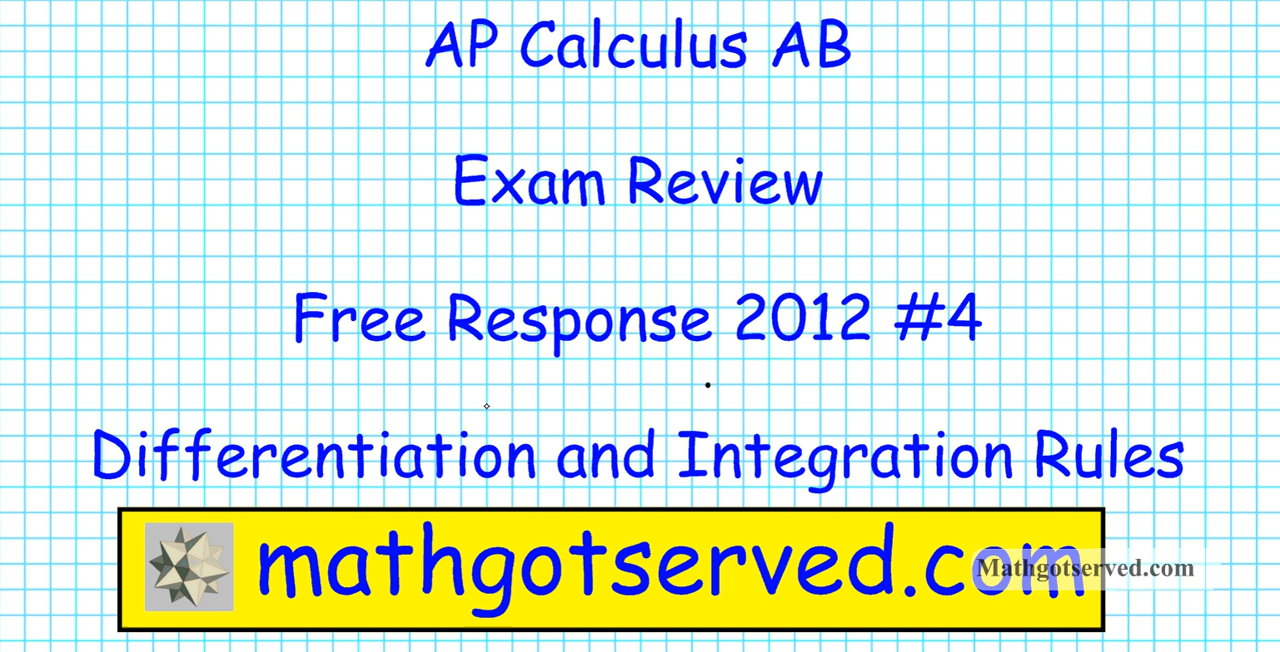 AP Calculus AB
Exam Review
Free Response 2012 #4
Differentiation and Integration Rules
mathgotserved.com
Mathgotserved.com